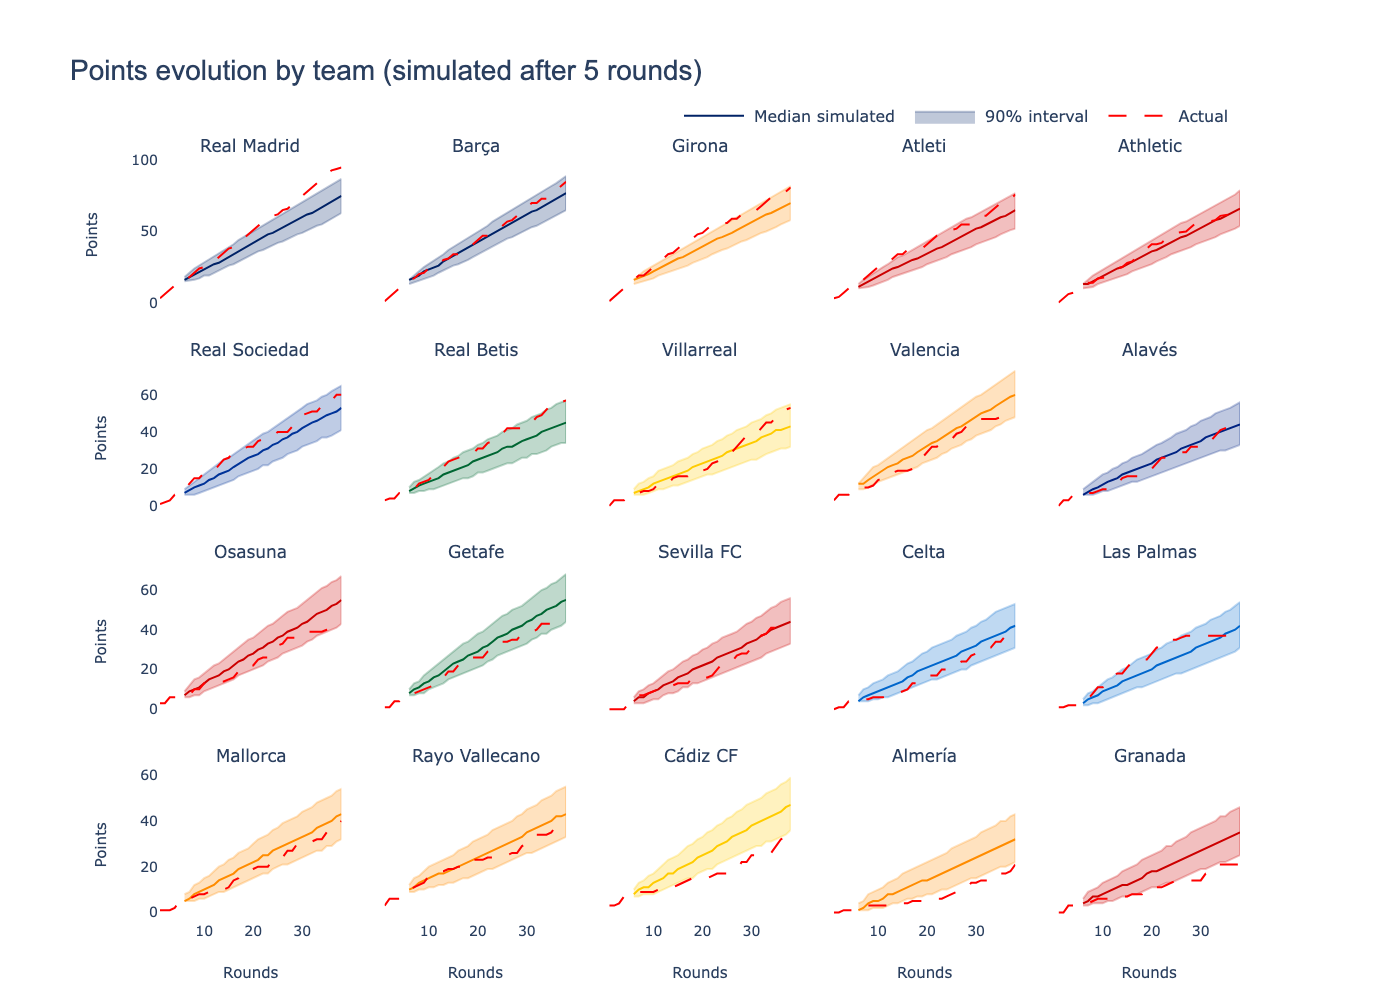 Points evolution by team (simulated after 5 rounds)
Median simulated 90% interval Actual
Real Madrid Barça Girona Atleti Athletic
100
50
0
Points
Real Sociedad Real Betis Villarreal Valencia Alavés
60
40
20
0
Points
Osasuna Getafe Sevilla FC Celta Las Palmas
60
40
20
0
Points
Mallorca Rayo Vallecano Cádiz CF Almería Granada
60
40
20
0
Points
10 20 30 10 20 30 10 20 30 10 20 30 10 20 30
Rounds Rounds Rounds Rounds Rounds